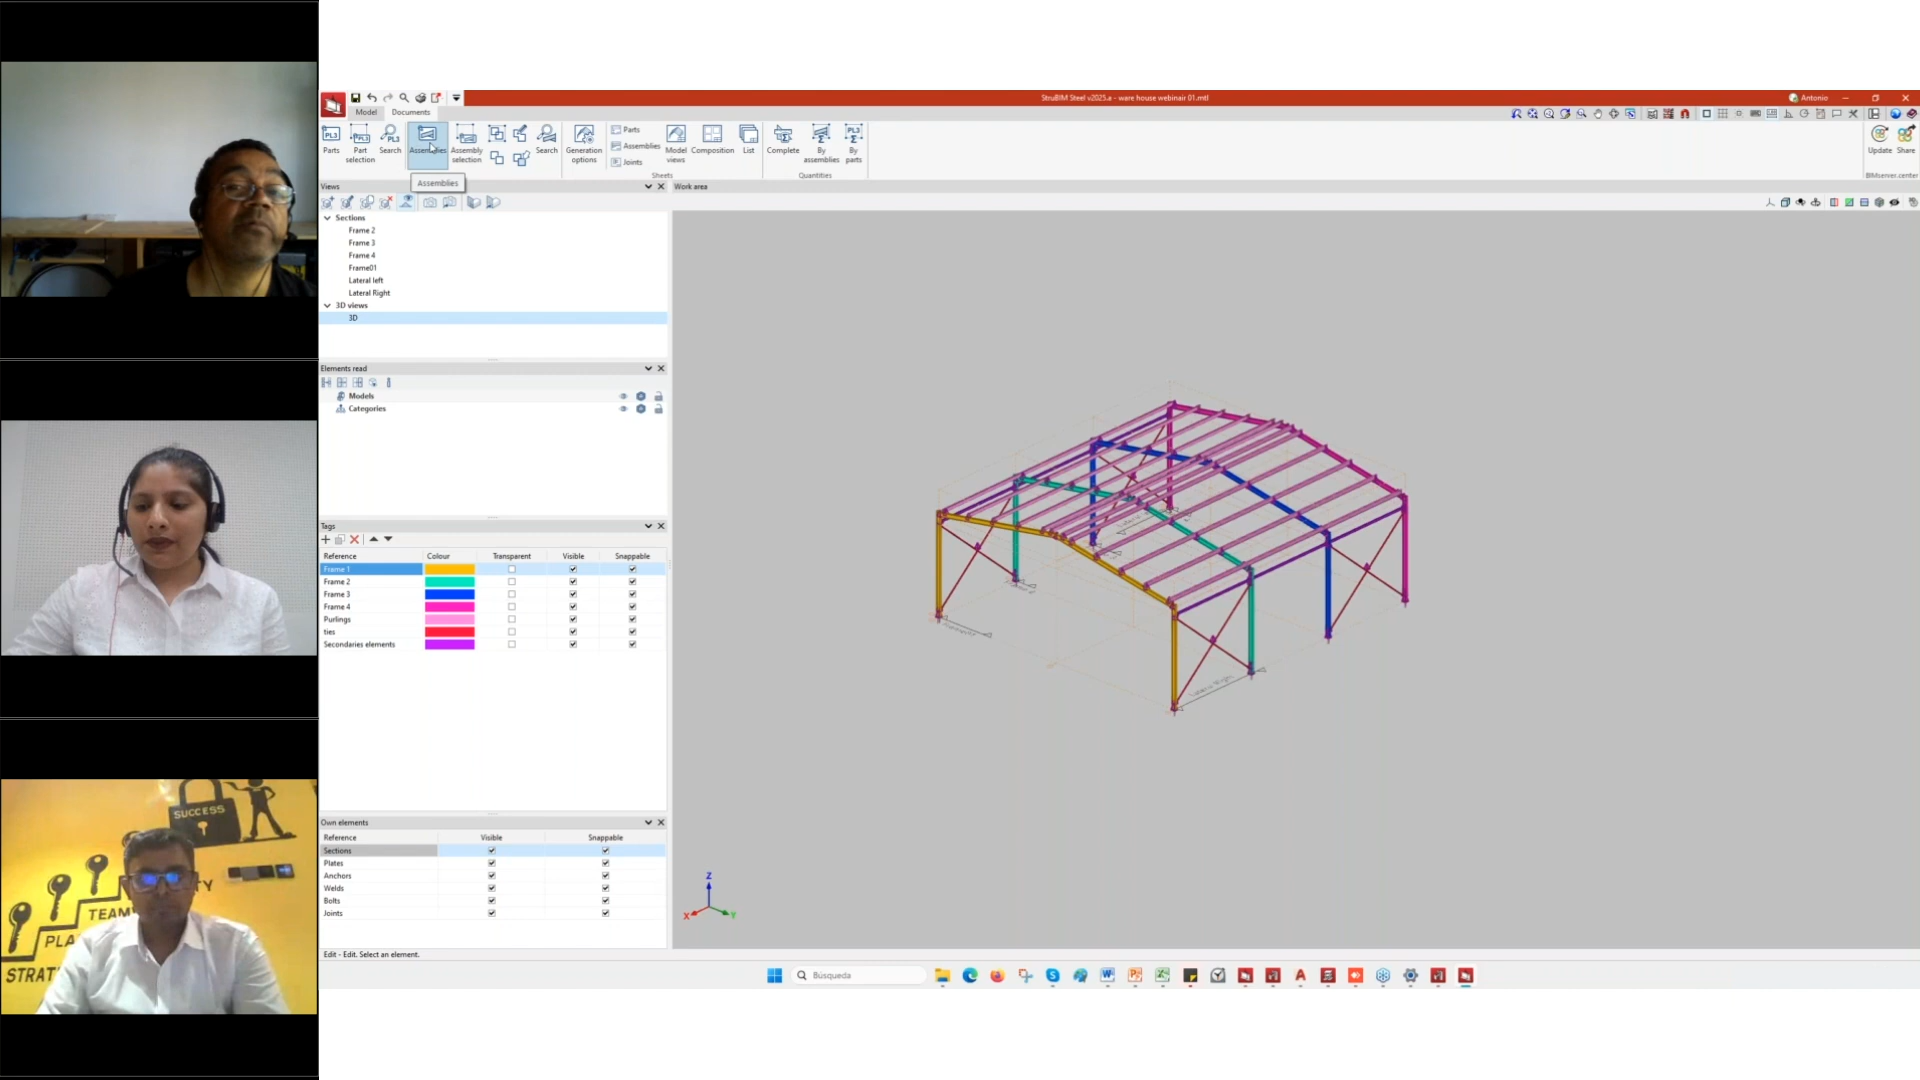 StruBIM Steel v2025.a - ware house webinair 01.mtl
Antonio
Model
Documents
Parts
Part selection
Search
Assemblies
Assembly selection
Search
Generation options
Parts
Assemblies
Joints
Model views
Composition
List
Complete
By assemblies
By parts
Update
Share
Sheets
Quantities
BIMserver.center
Assemblies
Views
Work area
Sections
Frame 2
Frame 3
Frame 4
Frame01
Lateral left
Lateral Right
3D views
3D
Elements read
Models
Categories
Tags
Reference
Colour
Transparent
Visible
Snappable
Frame 1
Frame 2
Frame 3
Frame 4
Purlings
ties
Secondaries elements
Own elements
Reference
Visible
Snappable
Sections
Plates
Anchors
Welds
Bolts
Joints
Z
X
Y
Edit - Edit. Select an element.
Búsqueda
SUCCESS
TEAM
PLA
STRAT